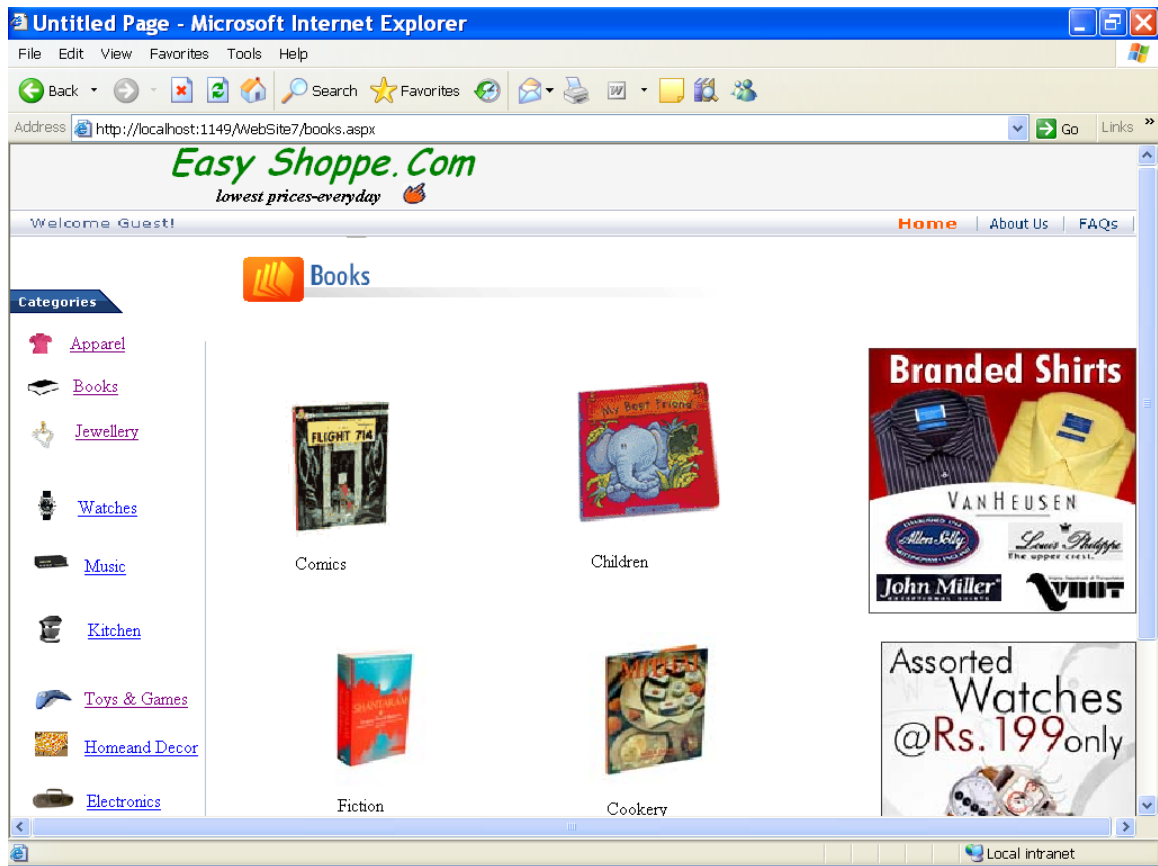 Untitled Page - Microsoft Internet Explorer
File Edit View Favorites Tools Help
Back Search Favorites
Address http://localhost:1149/WebSite7/books.aspx Go Links »
Easy Shoppe.Com
lowest prices-everyday
Welcome Guest! Home | About Us | FAQs |
Books
Categories
Apparel
Books
Jewellery
Watches
Music
Kitchen
Toys & Games
Homeand Decor
Electronics
FLIGHT 714
Comics
My Best Friend
Children
SHANTARAM
Fiction
MITHAI
Cookery
Branded Shirts
VAN HEUSEN
Allen Solly
Louis Philippe
The upper crest.
John Miller
VDOT
Assorted
Watches
@Rs.199only
Local intranet